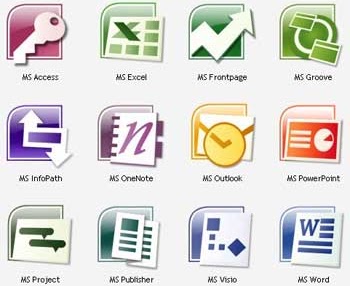 MS Access
MS Excel
MS Frontpage
MS Groove
MS InfoPath
MS OneNote
MS Outlook
MS PowerPoint
MS Project
MS Publisher
MS Visio
MS Word